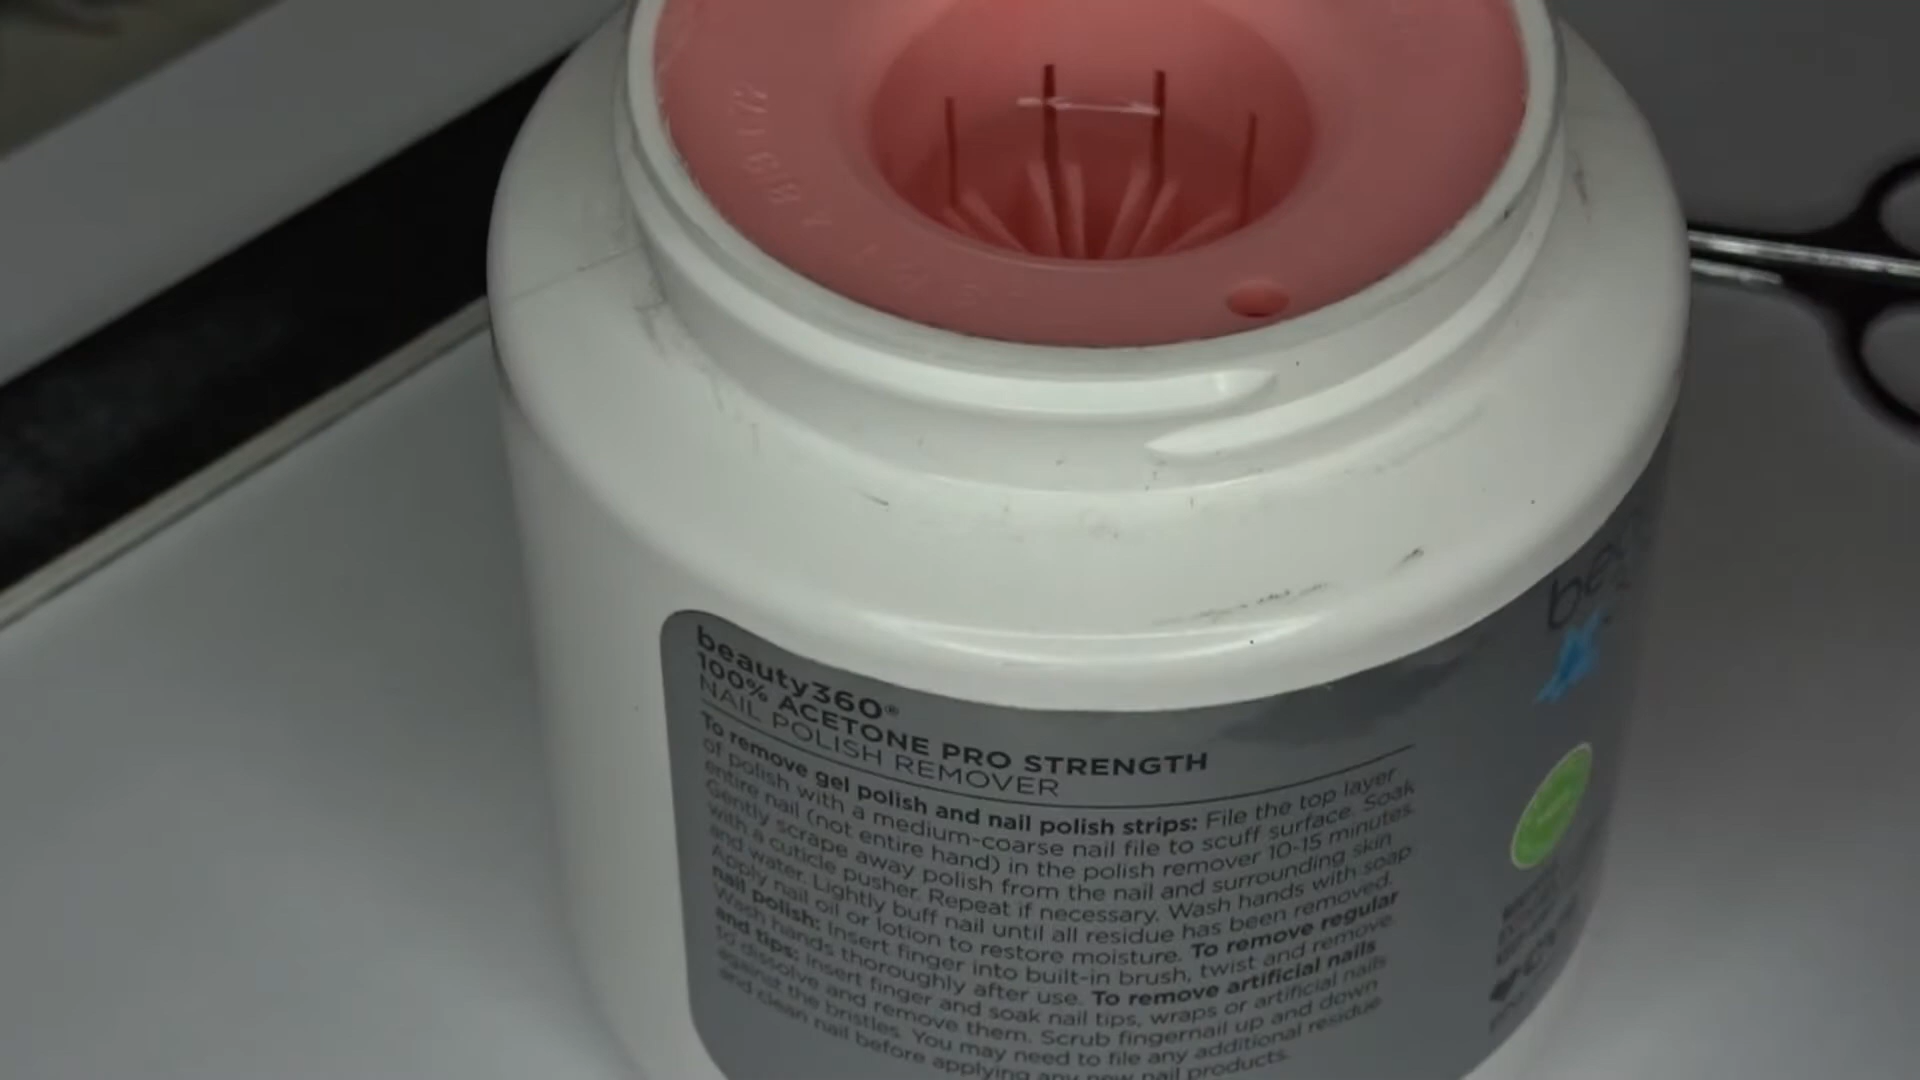 beauty360®
100% ACETONE PRO STRENGTH
NAIL POLISH REMOVER
To remove gel polish and nail polish strips: File the top layer
of polish with a medium-coarse nail file to scuff surface. Soak
entire nail (not entire hand) in the polish remover 10-15 minutes.
Gently scrape away polish from the nail and surrounding skin
with a cuticle pusher. Repeat if necessary. Wash hands with soap
and water. Lightly buff nail until all residue has been removed.
Apply nail oil or lotion to restore moisture. To remove regular
nail polish: Insert finger into built-in brush, twist and remove.
Wash hands thoroughly after use. To remove artificial nails
and tips: Insert finger and soak nail tips, wraps or artificial nails
to dissolve and remove them. Scrub fingernail up and down
against the bristles. You may need to file any additional residue
and clean nail before applying any new nail products.